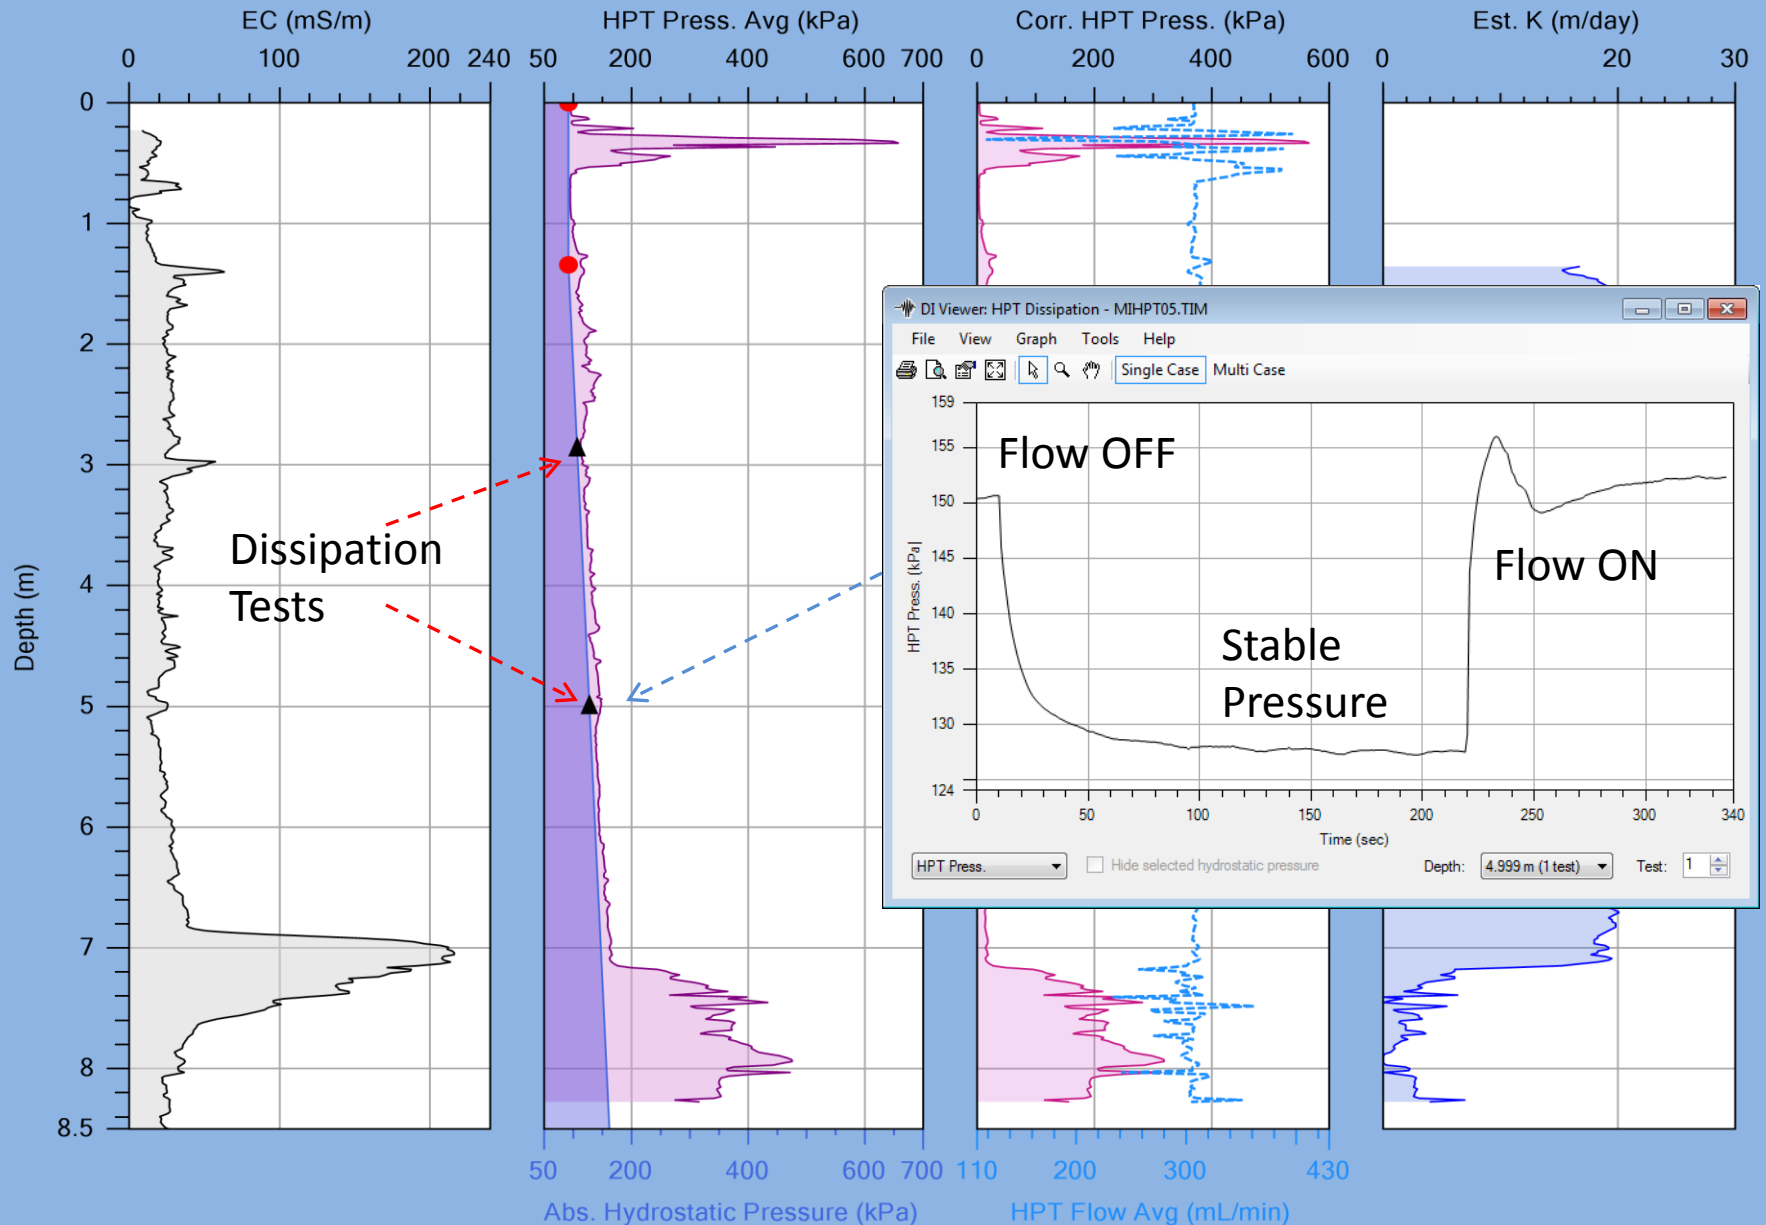 EC (mS/m)
HPT Press. Avg (kPa)
Corr. HPT Press. (kPa)
Est. K (m/day)
0 100 200 240
50 200 400 600 700
0 200 400 600
0 20 30
0
1
2
3
4
5
6
7
8
8.5
Depth (m)
Dissipation
Tests
DI Viewer: HPT Dissipation - MIHPT05.TIM
File View Graph Tools Help
Single Case Multi Case
159
155
150
145
140
135
130
124
HPT Press. (kPa)
Flow OFF
Flow ON
Stable
Pressure
0 50 100 150 200 250 300 340
Time (sec)
HPT Press. Hide selected hydrostatic pressure Depth: 4.999 m (1 test) Test: 1
50 200 400 600 700
Abs. Hydrostatic Pressure (kPa)
110 200 300 430
HPT Flow Avg (mL/min)